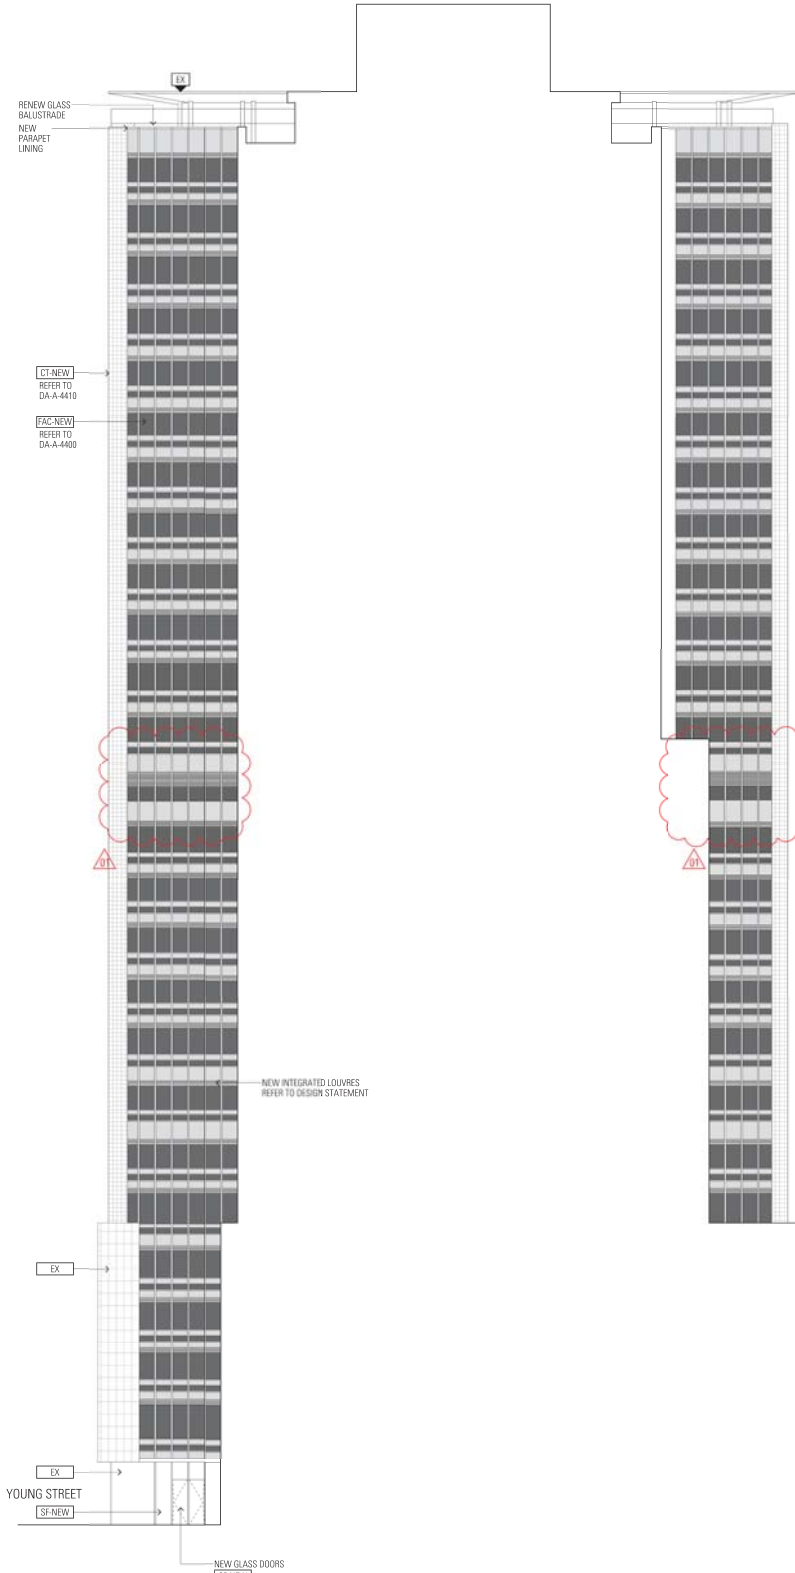 EX
RENEW GLASS
BALUSTRADE
NEW
PARAPET
LINING
CT-NEW
REFER TO
DA-A-4410
FAC-NEW
REFER TO
DA-A-4400
01
01
NEW INTEGRATED LOUVRES
REFER TO DESIGN STATEMENT
EX
EX
YOUNG STREET
SF-NEW
NEW GLASS DOORS